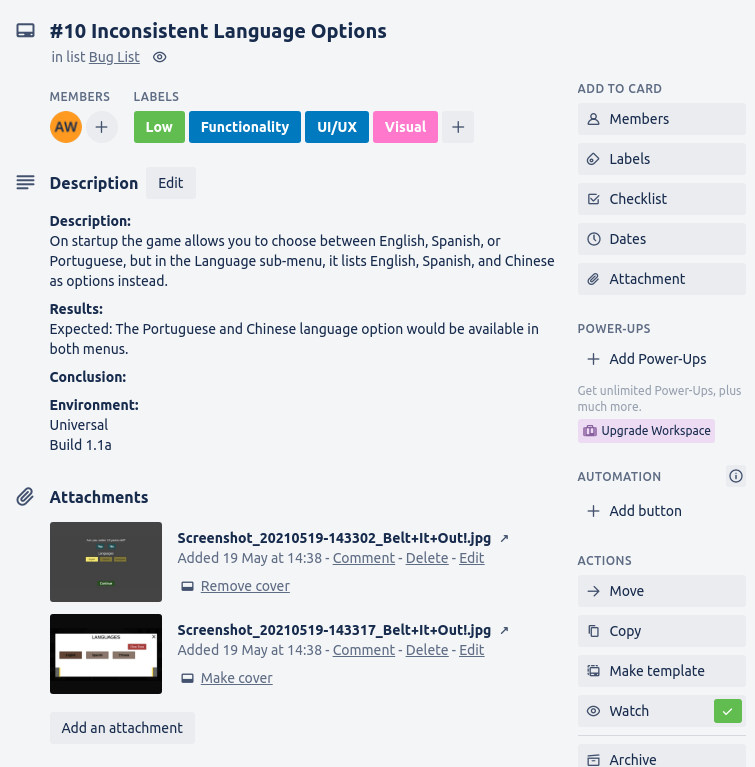 #10 Inconsistent Language Options
in list Bug List
MEMBERS
LABELS
AW
Low
Functionality
UI/UX
Visual
Description
Edit
Description:
On startup the game allows you to choose between English, Spanish, or
Portuguese, but in the Language sub-menu, it lists English, Spanish, and Chinese
as options instead.
Results:
Expected: The Portuguese and Chinese language option would be available in
both menus.
Conclusion:
Environment:
Universal
Build 1.1a
Attachments
Screenshot_20210519-143302_Belt+It+Out!.jpg ↗
Added 19 May at 14:38 - Comment - Delete - Edit
Remove cover
LANGUAGES
Screenshot_20210519-143317_Belt+It+Out!.jpg ↗
Added 19 May at 14:38 - Comment - Delete - Edit
Make cover
Add an attachment
ADD TO CARD
Members
Labels
Checklist
Dates
Attachment
POWER-UPS
Add Power-Ups
Get unlimited Power-Ups, plus
much more.
Upgrade Workspace
AUTOMATION
Add button
ACTIONS
Move
Copy
Make template
Watch
Archive